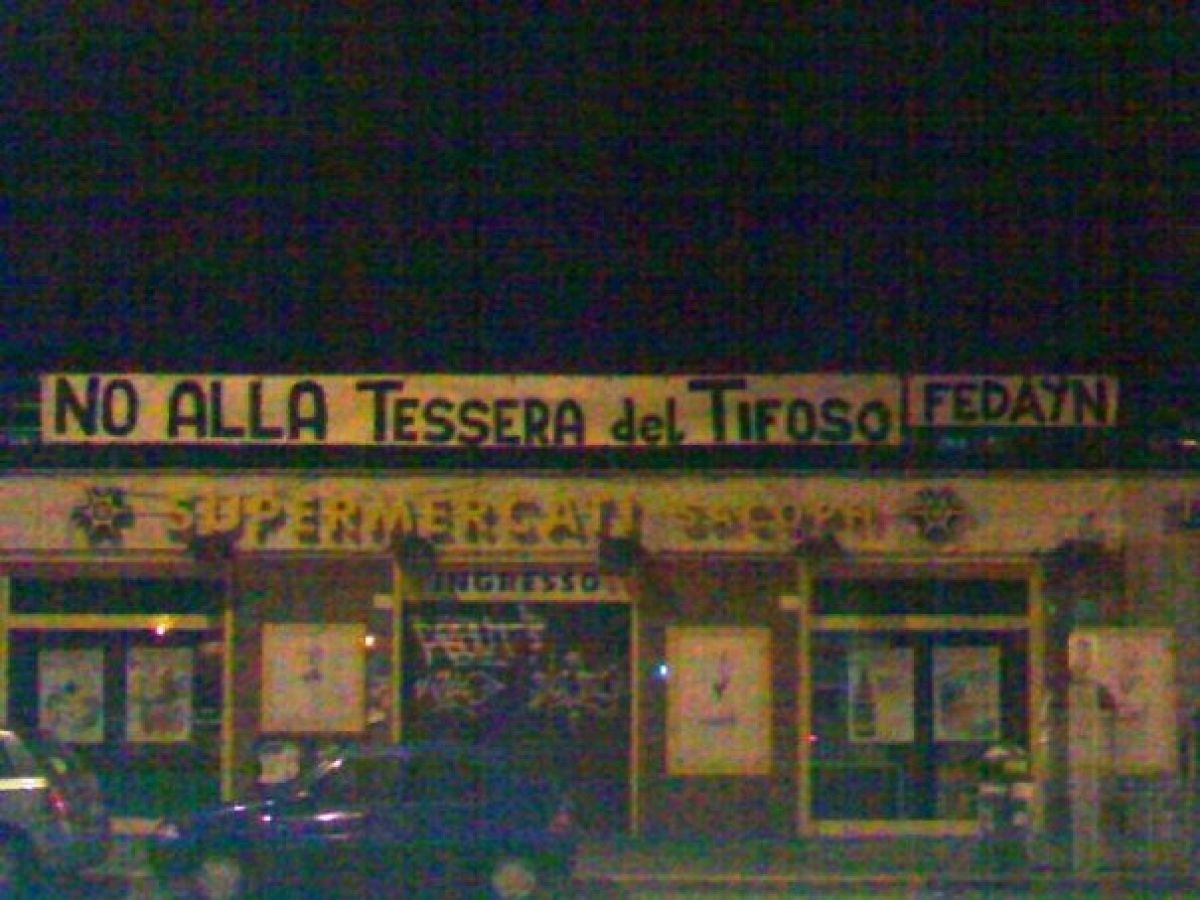 NO ALLA TESSERA del TIFOSO
FEDAYN
SUPERMERCATI
INGRESSO